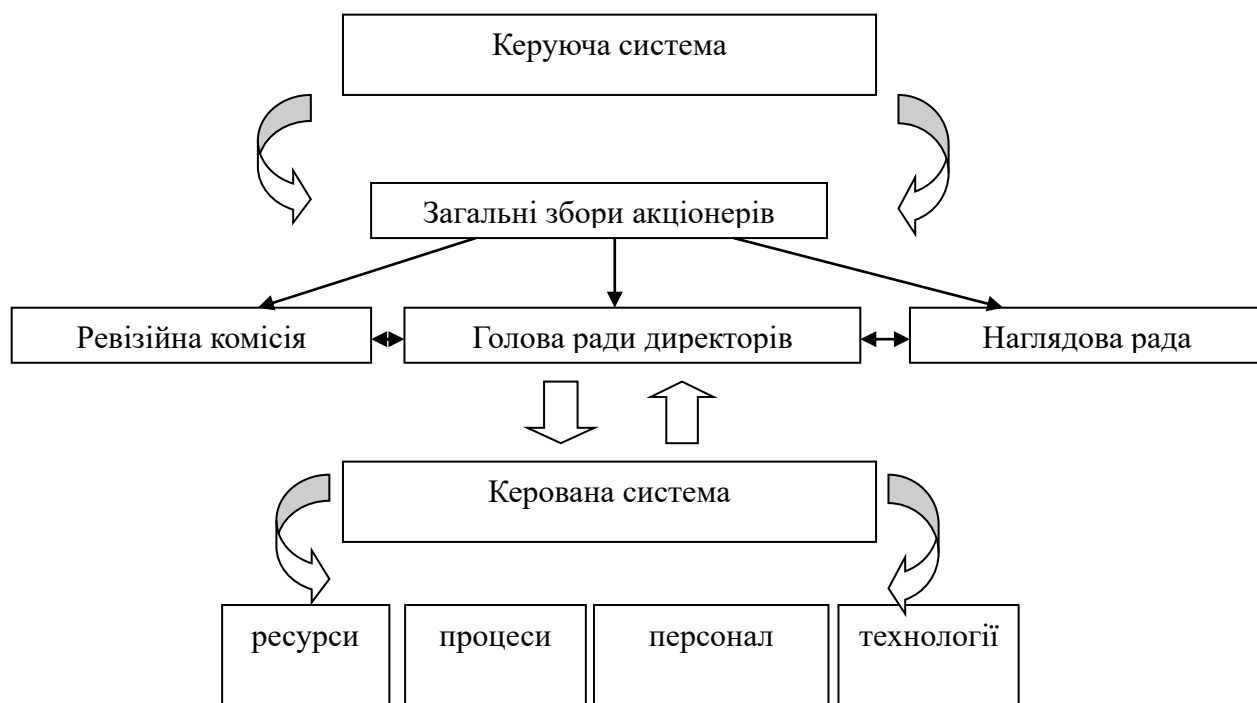 Керуюча система
Загальні збори акціонерів
Ревізійна комісія
Голова ради директорів
Наглядова рада
Керована система
ресурси
процеси
персонал
технології